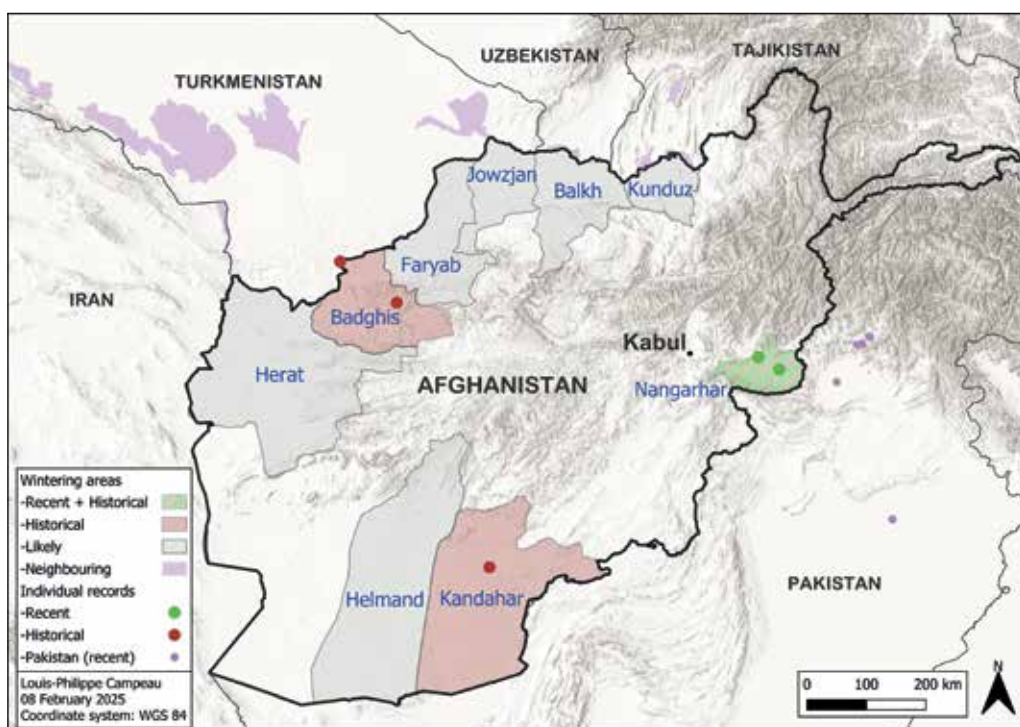 UZBEKISTAN
TAJIKISTAN
TURKMENISTAN
Jowzjan
Balkh
Kunduz
Faryab
IRAN
Badghis
Kabul
Herat
AFGHANISTAN
Nangarhar
Helmand
Kandahar
PAKISTAN
Wintering areas
-Recent + Historical
-Historical
-Likely
-Neighbouring
Individual records
-Recent
-Historical
-Pakistan (recent)
Louis-Philippe Campeau
08 February 2025
Coordinate system: WGS 84
0 100 200 km
N